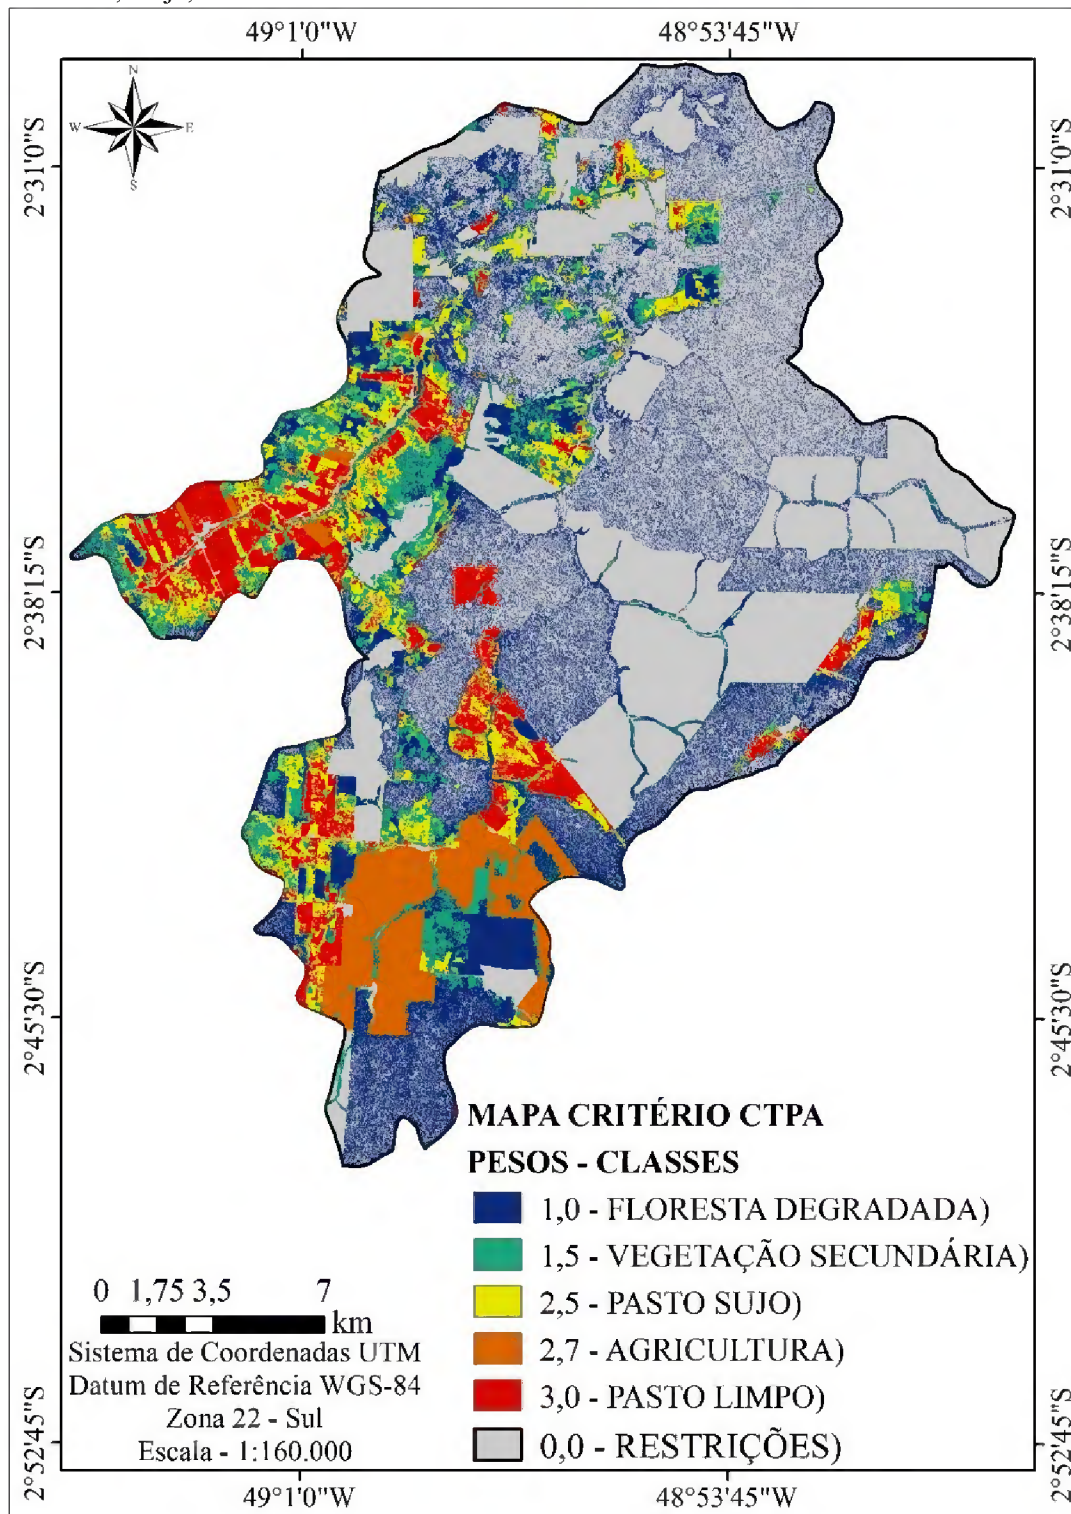 49°1'0"W 48°53'45"W
N
W E
S
2°31'0"S 2°31'0"S
2°38'15"S 2°38'15"S
2°45'30"S 2°45'30"S
MAPA CRITÉRIO CTPA
PESOS - CLASSES
1,0 - FLORESTA DEGRADADA)
1,5 - VEGETAÇÃO SECUNDÁRIA)
2,5 - PASTO SUJO)
2,7 - AGRICULTURA)
3,0 - PASTO LIMPO)
0,0 - RESTRIÇÕES)
0 1,75 3,5 7
km
Sistema de Coordenadas UTM
Datum de Referência WGS-84
Zona 22 - Sul
Escala - 1:160.000
2°52'45"S 2°52'45"S
49°1'0"W 48°53'45"W